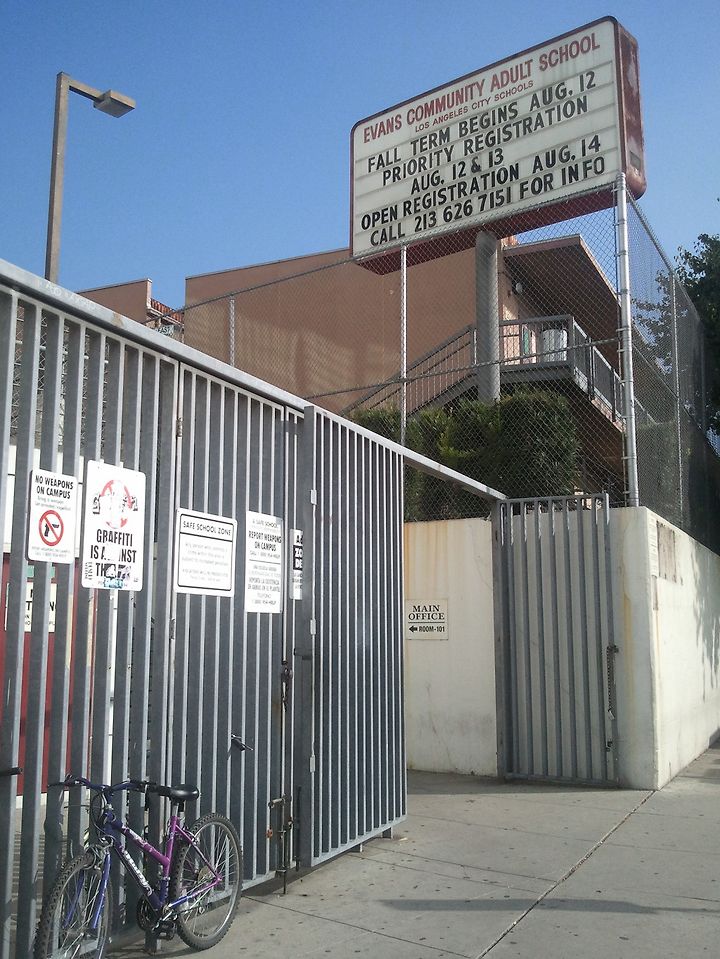 EVANS COMMUNITY ADULT SCHOOL
LOS ANGELES CITY SCHOOLS
FALL TERM BEGINS AUG. 12
PRIORITY REGISTRATION
AUG. 12 & 13
OPEN REGISTRATION AUG. 14
CALL 213 626 7151 FOR INFO
NO WEAPONS
ON CAMPUS
GRAFFITI
IS AGAINST
SAFE SCHOOL ZONE
A SAFE SCHOOL
REPORT WEAPONS
ON CAMPUS
MAIN
OFFICE
ROOM-101